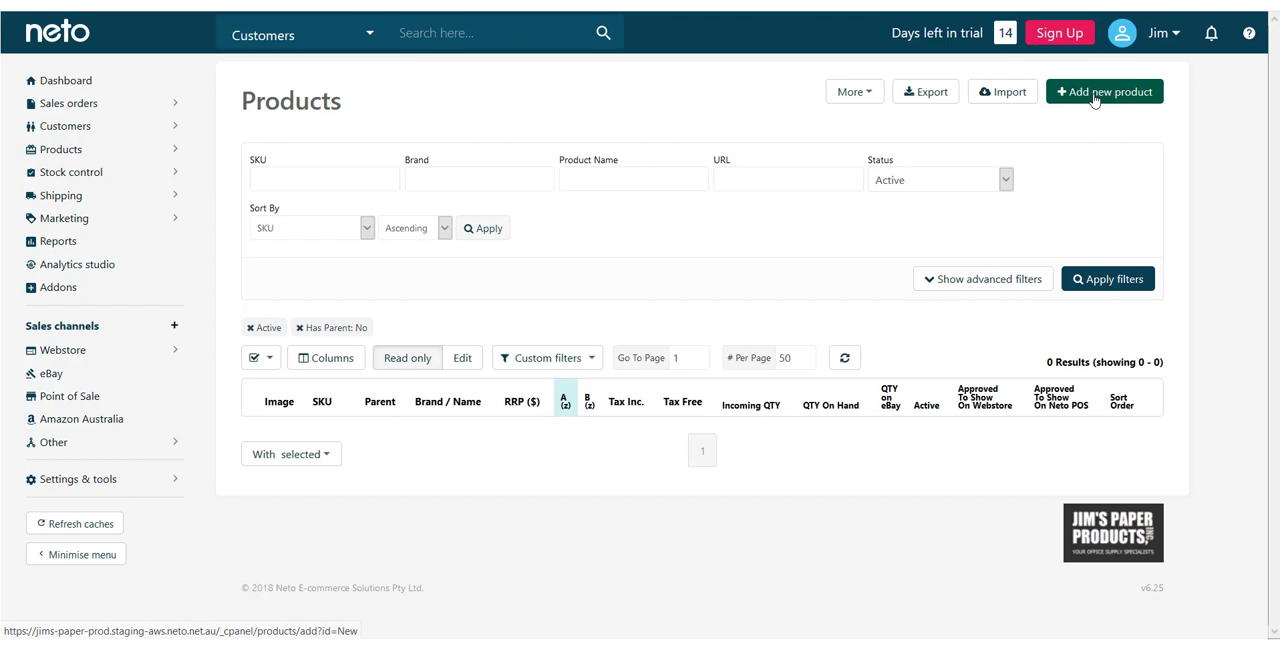 neto
Customers
Search here...
Days left in trial 14 Sign Up Jim
Dashboard
Sales orders
Customers
Products
Stock control
Shipping
Marketing
Reports
Analytics studio
Addons
Sales channels +
Webstore
eBay
Point of Sale
Amazon Australia
Other
Settings & tools
Refresh caches
Minimise menu
Products
More Export Import + Add new product
SKU Brand Product Name URL Status
Active
Sort By
SKU Ascending Apply
Show advanced filters Apply filters
× Active × Has Parent: No
Columns Read only Edit Custom filters Go To Page 1 # Per Page 50
0 Results (showing 0 - 0)
Image SKU Parent Brand / Name RRP ($) A (z) B (z) Tax Inc. Tax Free Incoming QTY QTY On Hand QTY on eBay Active Approved To Show On Webstore Approved To Show On Neto POS Sort Order
With selected
1
JIM'S PAPER
PRODUCTS, INC
YOUR OFFICE SUPPLY SPECIALISTS
© 2018 Neto E-commerce Solutions Pty Ltd.
v6.25
https://jims-paper-prod.staging-aws.neto.net.au/_cpanel/products/add?id=New